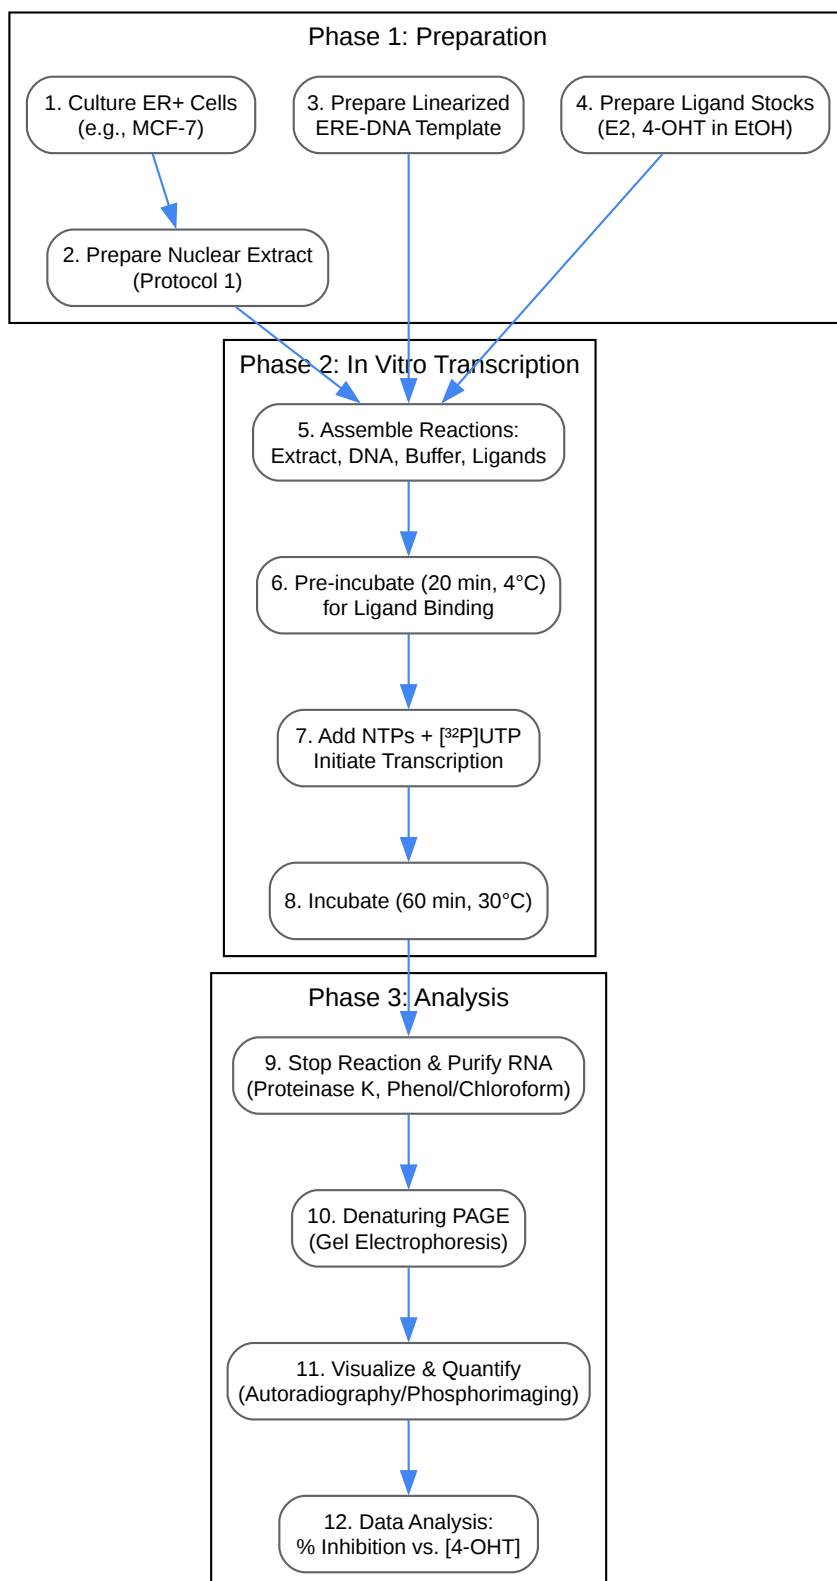 Phase 1: Preparation
1. Culture ER+ Cells
(e.g., MCF-7)
3. Prepare Linearized
ERE-DNA Template
4. Prepare Ligand Stocks
(E2, 4-OHT in EtOH)
2. Prepare Nuclear Extract
(Protocol 1)
Phase 2: In Vitro Transcription
5. Assemble Reactions:
Extract, DNA, Buffer, Ligands
6. Pre-incubate (20 min, 4°C)
for Ligand Binding
7. Add NTPs + [³²P]UTP
Initiate Transcription
8. Incubate (60 min, 30°C)
Phase 3: Analysis
9. Stop Reaction & Purify RNA
(Proteinase K, Phenol/Chloroform)
10. Denaturing PAGE
(Gel Electrophoresis)
11. Visualize & Quantify
(Autoradiography/Phosphorimaging)
12. Data Analysis:
% Inhibition vs. [4-OHT]